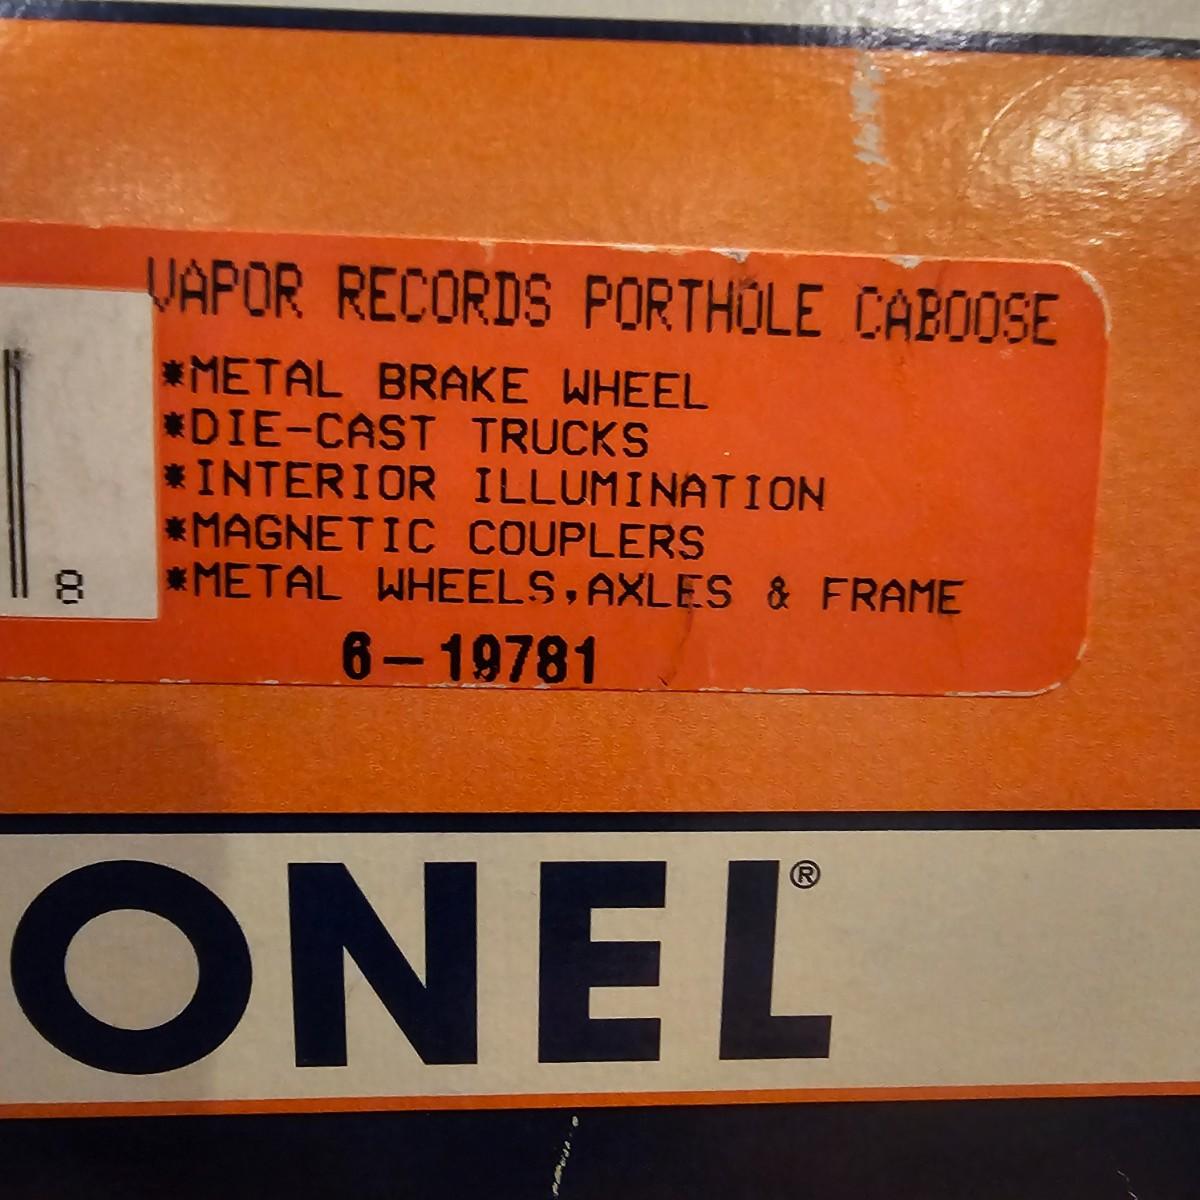 VAPOR RECORDS PORTHOLE CABOOSE
*METAL BRAKE WHEEL
*DIE-CAST TRUCKS
*INTERIOR ILLUMINATION
*MAGNETIC COUPLERS
*METAL WHEELS,AXLES & FRAME
8
6-19781
ONEL®